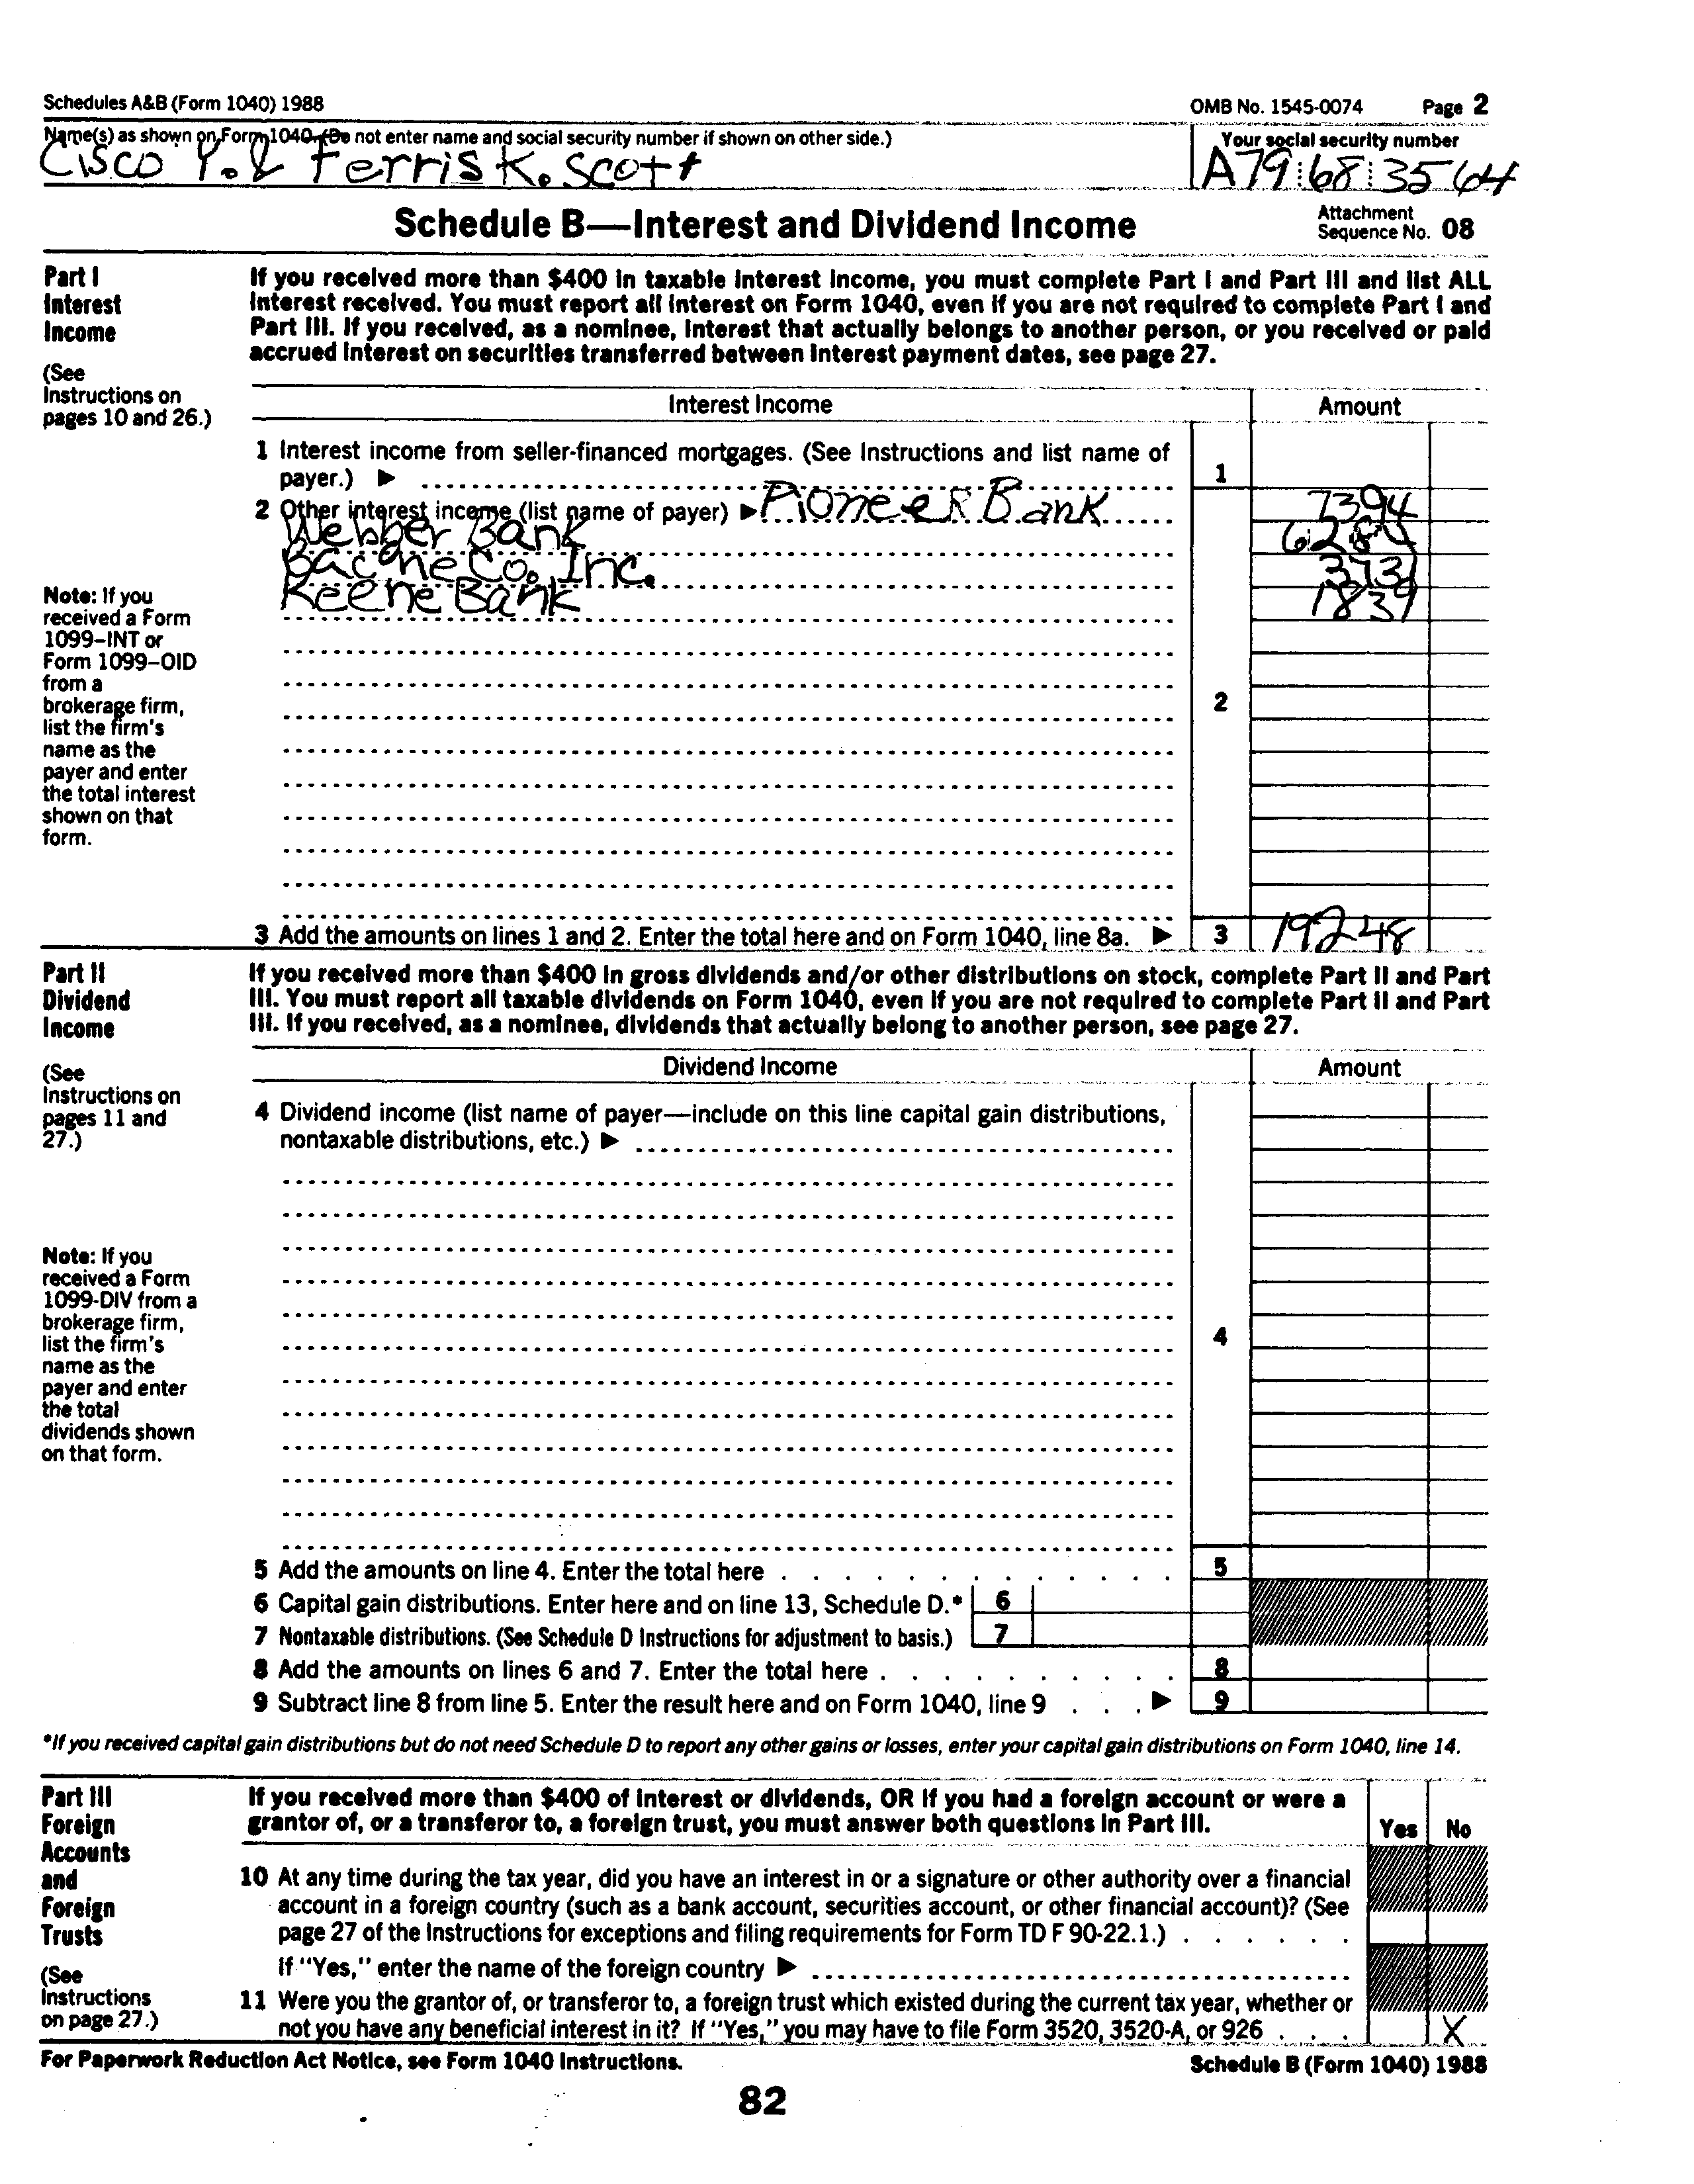 Schedules A&B (Form 1040) 1988 OMB No. 1545-0074 Page 2
Name(s) as shown on Form 1040. (Do not enter name and social security number if shown on other side.) Your social security number
Cisco Y. & Ferris K. Scott A79 68 3564
Schedule B—Interest and Dividend Income Attachment Sequence No. 08
Part I Interest Income
(See Instructions on pages 10 and 26.)
If you received more than $400 in taxable interest income, you must complete Part I and Part III and list ALL
interest received. You must report all interest on Form 1040, even if you are not required to complete Part I and
Part III. If you received, as a nominee, interest that actually belongs to another person, or you received or paid
accrued interest on securities transferred between interest payment dates, see page 27.
Interest Income Amount
1 Interest income from seller-financed mortgages. (See Instructions and list name of
payer.) ▶ 1
2 Other interest income (list name of payer) ▶ Pioneer Bank 7394
Webber Bank 6284
Bache Co. Inc. 3731
Keene Bank 1839
Note: If you
received a Form
1099–INT or
Form 1099–OID
from a
brokerage firm,
list the firm's
name as the
payer and enter
the total interest
shown on that
form.
2
3 Add the amounts on lines 1 and 2. Enter the total here and on Form 1040, line 8a. ▶ 3 19248
Part II Dividend Income
(See Instructions on pages 11 and 27.)
If you received more than $400 in gross dividends and/or other distributions on stock, complete Part II and Part
III. You must report all taxable dividends on Form 1040, even if you are not required to complete Part II and Part
III. If you received, as a nominee, dividends that actually belong to another person, see page 27.
Dividend Income Amount
4 Dividend income (list name of payer—include on this line capital gain distributions,
nontaxable distributions, etc.) ▶
Note: If you
received a Form
1099-DIV from a
brokerage firm,
list the firm's
name as the
payer and enter
the total
dividends shown
on that form.
4
5 Add the amounts on line 4. Enter the total here 5
6 Capital gain distributions. Enter here and on line 13, Schedule D.* 6
7 Nontaxable distributions. (See Schedule D Instructions for adjustment to basis.) 7
8 Add the amounts on lines 6 and 7. Enter the total here 8
9 Subtract line 8 from line 5. Enter the result here and on Form 1040, line 9 ▶ 9
*If you received capital gain distributions but do not need Schedule D to report any other gains or losses, enter your capital gain distributions on Form 1040, line 14.
Part III Foreign Accounts and Foreign Trusts
(See Instructions on page 27.)
If you received more than $400 of interest or dividends, OR if you had a foreign account or were a
grantor of, or a transferor to, a foreign trust, you must answer both questions in Part III. Yes No
10 At any time during the tax year, did you have an interest in or a signature or other authority over a financial
account in a foreign country (such as a bank account, securities account, or other financial account)? (See
page 27 of the Instructions for exceptions and filing requirements for Form TD F 90-22.1.)
If "Yes," enter the name of the foreign country ▶
11 Were you the grantor of, or transferor to, a foreign trust which existed during the current tax year, whether or
not you have any beneficial interest in it? If "Yes," you may have to file Form 3520, 3520-A, or 926 X
For Paperwork Reduction Act Notice, see Form 1040 Instructions. Schedule B (Form 1040) 1988
82